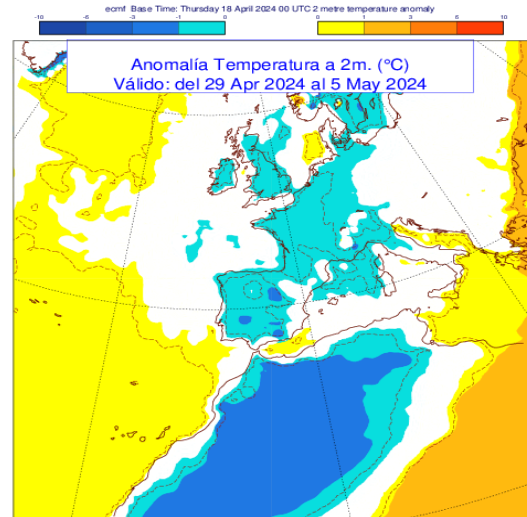 ecmf Base Time: Thursday 18 April 2024 00 UTC 2 metre temperature anomaly
-10 -6 -3 -1 0 0 1 3 6 10
Anomalía Temperatura a 2m. (°C)
Válido: del 29 Apr 2024 al 5 May 2024